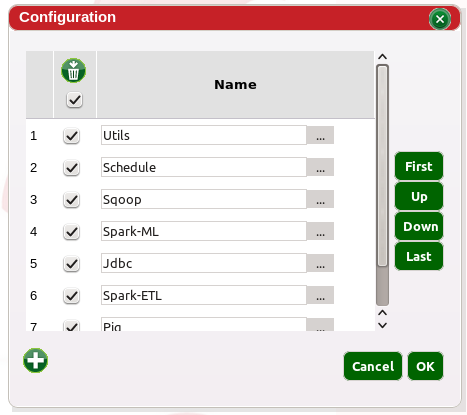 Configuration
Name
1 Utils ...
2 Schedule ...
3 Sqoop ...
4 Spark-ML ...
5 Jdbc ...
6 Spark-ETL ...
7 Pig ...
First
Up
Down
Last
Cancel OK